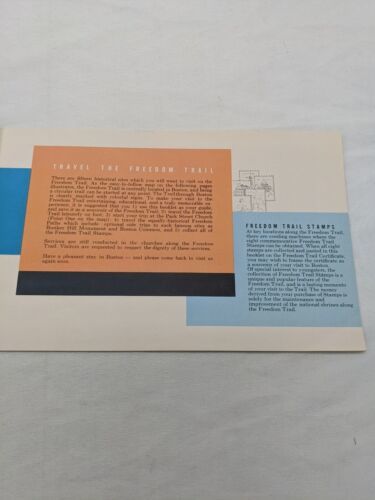 TRAVEL THE FREEDOM TRAIL
There are fifteen historical sites which you will want to visit on the
Freedom Trail. As the easy to follow map on the following pages
illustrates, the Freedom Trail is centrally located in Boston, and being
a circular trail can be started at any point. The Trail through Boston
is clearly marked with colorful signs. To make your visit to the
Freedom Trail entertaining, educational and a truly memorable ex-
perience, it is suggested that you 1) use this booklet as your guide,
and save it as a souvenir of the Freedom Trail; 2) travel the Freedom
Trail leisurely on foot; 3) start your tour at the Park Street Church
(Point One on the map); to travel the equally historical Freedom
Paths which include optional side trips to such famous sites as
Bunker Hill Monument and Boston Common, and 5) collect all of
the Freedom Trail Stamps.
Services are still conducted in the churches along the Freedom
Trail. Visitors are requested to respect the dignity of these services.
Have a pleasant stay in Boston — and please come back to visit us
again soon.
FREEDOM TRAIL STAMPS
At key locations along the Freedom Trail,
there are vending machines where the
eight commemorative Freedom Trail
Stamps can be obtained. When all eight
stamps are collected and pasted in this
booklet on the Freedom Trail Certificate,
you may wish to frame the certificate as
a souvenir of your visit to Boston.
Of special interest to youngsters, the
collection of Freedom Trail Stamps is a
unique and popular feature of the
Freedom Trail, and is a lasting memento
of your visit to the Trail. The money
derived from your purchase of Stamps is
solely for the maintenance and
improvement of the national shrines along
the Freedom Trail.